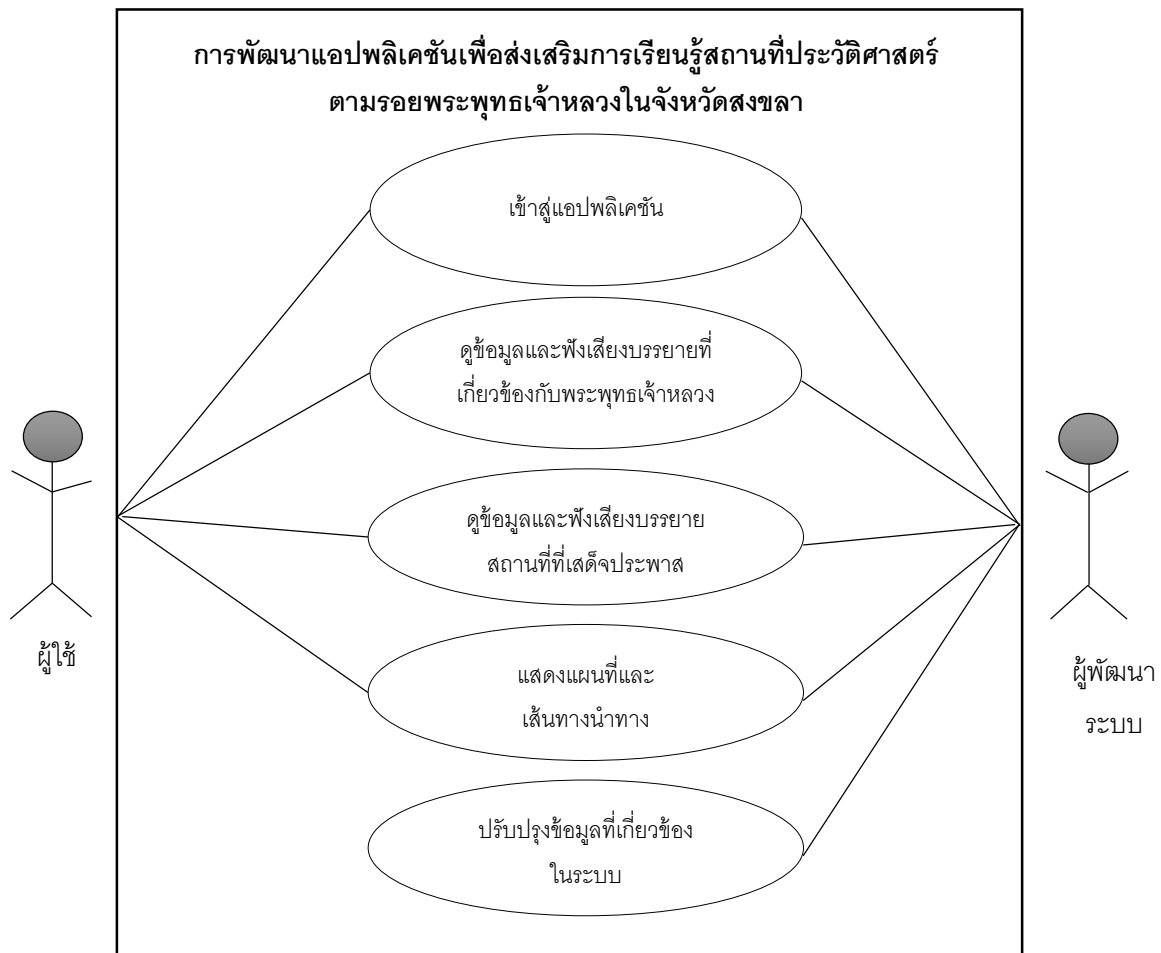 การพัฒนาแอปพลิเคชันเพื่อส่งเสริมการเรียนรู้สถานที่ประวัติศาสตร์
ตามรอยพระพุทธเจ้าหลวงในจังหวัดสงขลา
เข้าสู่แอปพลิเคชัน
ดูข้อมูลและฟังเสียงบรรยายที่
เกี่ยวข้องกับพระพุทธเจ้าหลวง
ดูข้อมูลและฟังเสียงบรรยาย
สถานที่ที่เสด็จประพาส
แสดงแผนที่และ
เส้นทางนำทาง
ปรับปรุงข้อมูลที่เกี่ยวข้อง
ในระบบ
ผู้ใช้
ผู้พัฒนา
ระบบ